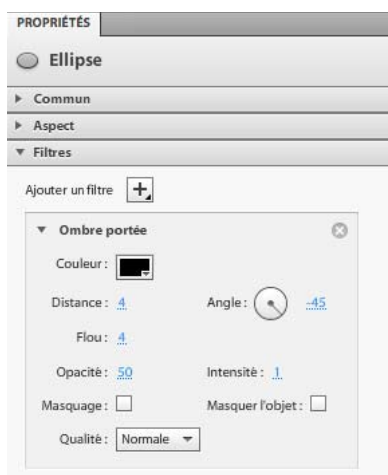 PROPRIÉTÉS
Ellipse
Commun
Aspect
Filtres
Ajouter un filtre
Ombre portée
Couleur :
Distance : 4 Angle : -45
Flou : 4
Opacité : 50 Intensité : 1
Masquage : Masquer l'objet :
Qualité : Normale